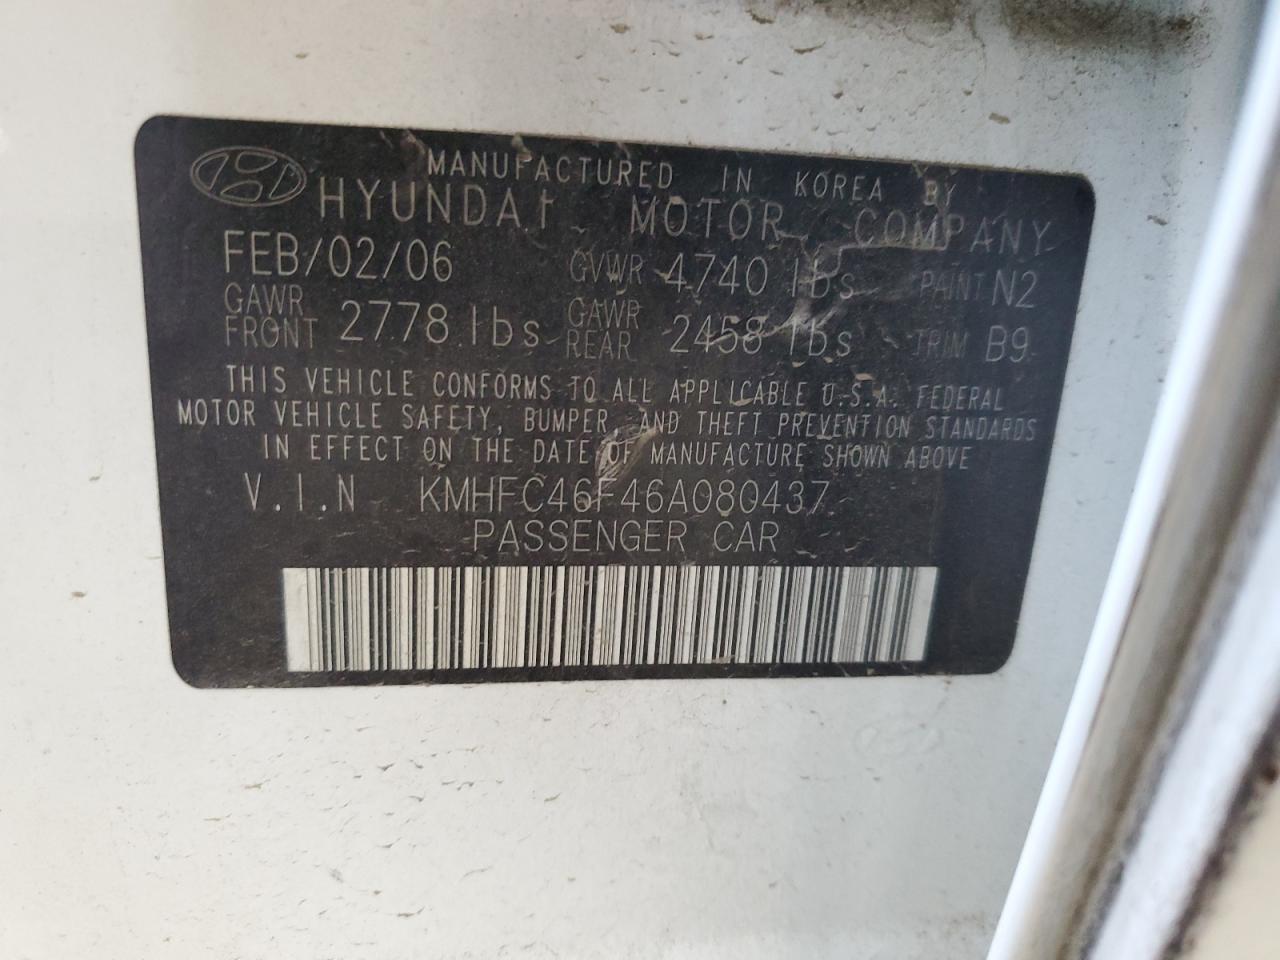 MANUFACTURED IN KOREA BY
HYUNDAI MOTOR COMPANY
FEB/02/06 GVWR 4740 lbs PAINT N2
GAWR FRONT 2778 lbs GAWR REAR 2458 lbs TRIM B9
THIS VEHICLE CONFORMS TO ALL APPLICABLE U.S.A. FEDERAL
MOTOR VEHICLE SAFETY, BUMPER, AND THEFT PREVENTION STANDARDS
IN EFFECT ON THE DATE OF MANUFACTURE SHOWN ABOVE
V.I.N KMHFC46F46A080437
PASSENGER CAR